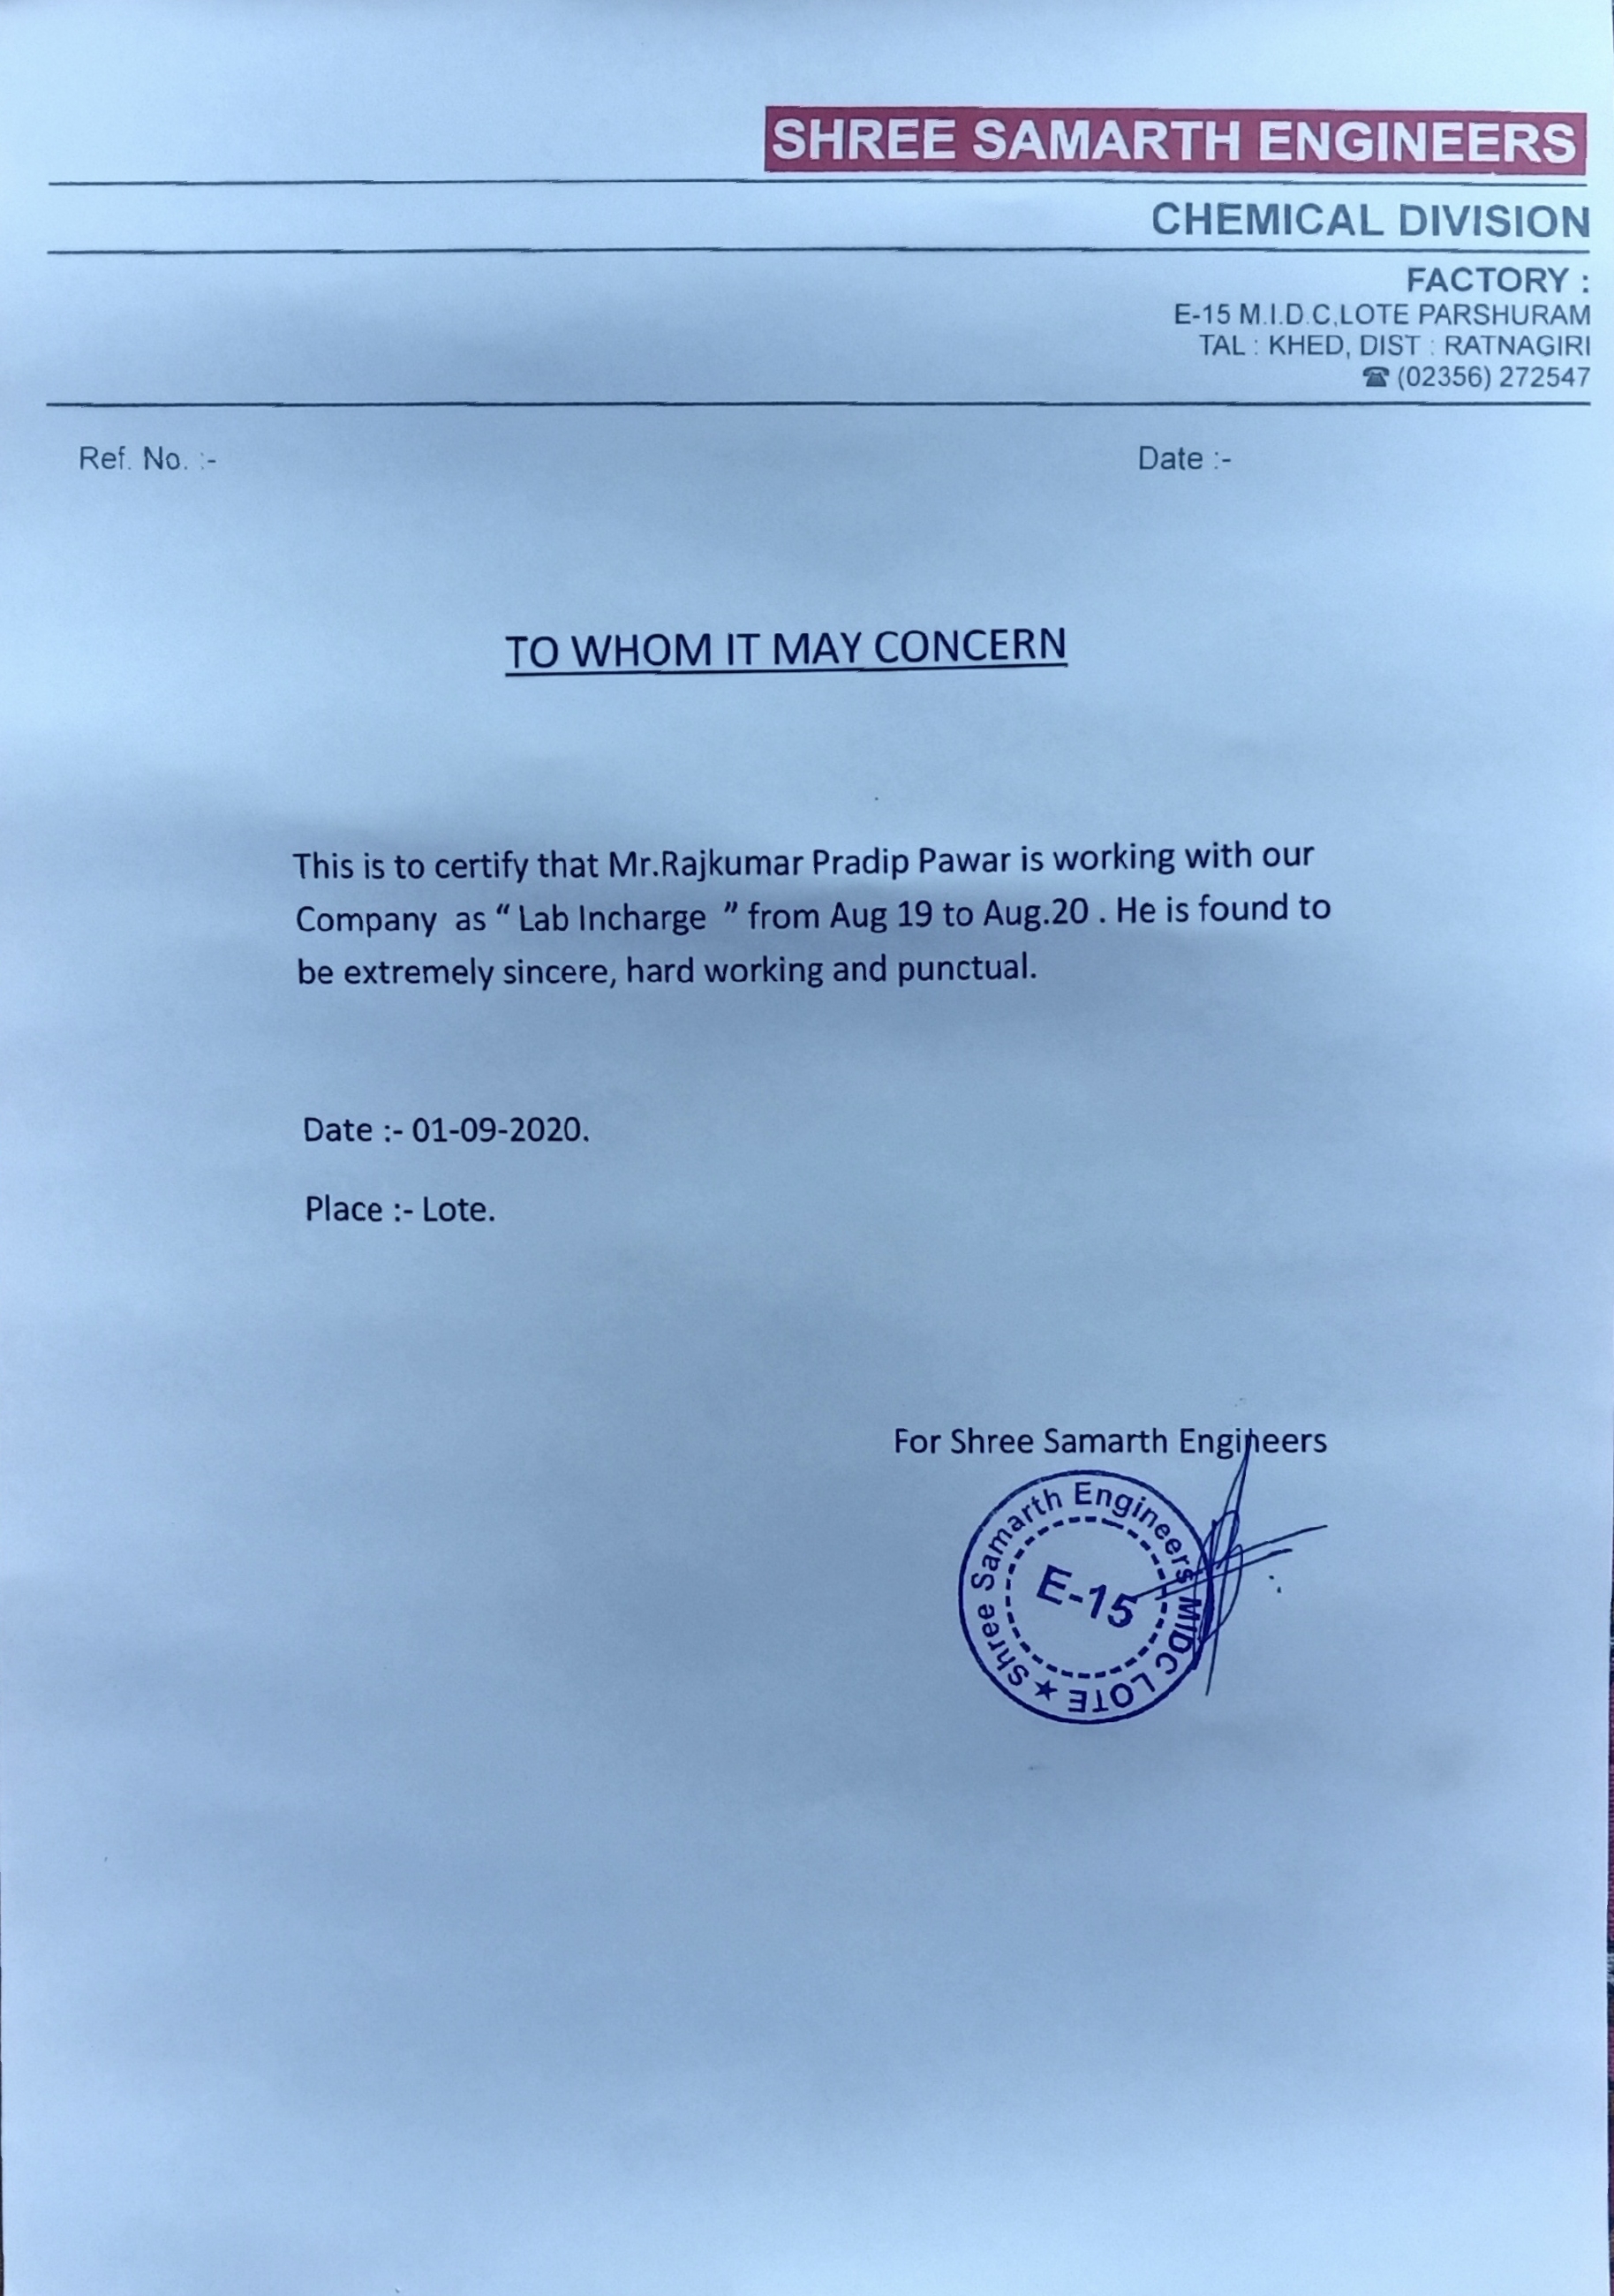 SHREE SAMARTH ENGINEERS
CHEMICAL DIVISION
FACTORY :
E-15 M.I.D.C,LOTE PARSHURAM
TAL : KHED, DIST : RATNAGIRI
☎ (02356) 272547
Ref. No. :- Date :-
TO WHOM IT MAY CONCERN
This is to certify that Mr.Rajkumar Pradip Pawar is working with our
Company as “ Lab Incharge ” from Aug 19 to Aug.20 . He is found to
be extremely sincere, hard working and punctual.
Date :- 01-09-2020.
Place :- Lote.
For Shree Samarth Engineers
Shree Samarth Engineers MIDC LOTE ★
E-15